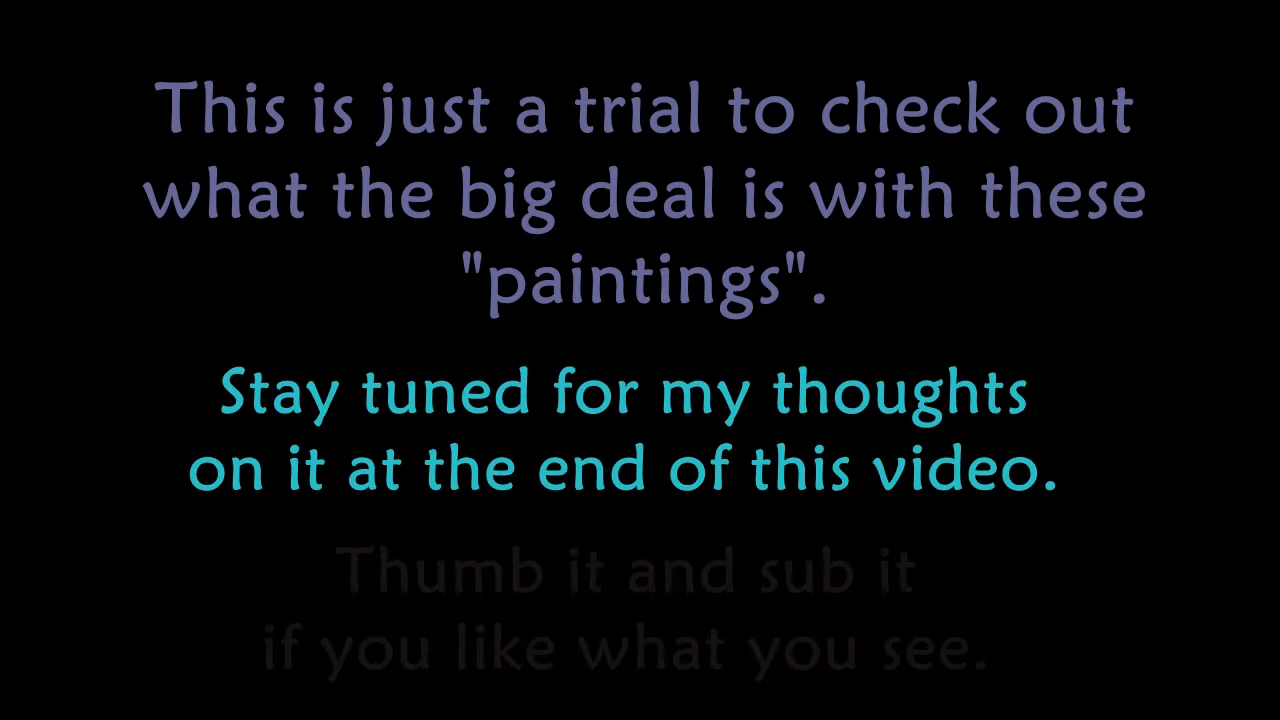 This is just a trial to check out
what the big deal is with these
"paintings".
Stay tuned for my thoughts
on it at the end of this video.
Thumb it and sub it
if you like what you see.